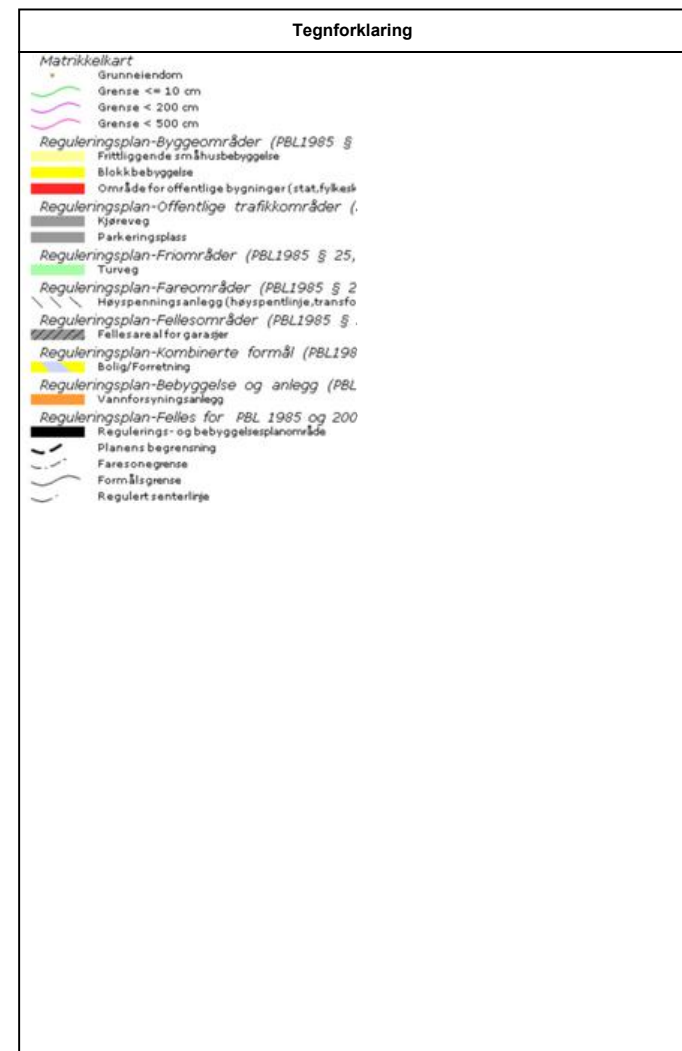 Tegnforklaring
Matrikkelkart
Grunneiendom
Grense <= 10 cm
Grense < 200 cm
Grense < 500 cm
Reguleringsplan-Byggeområder (PBL1985 §
Frittliggende småhusbebyggelse
Blokkbebyggelse
Område for offentlige bygninger (stat,fylkesk
Reguleringsplan-Offentlige trafikkområder (
Kjøreveg
Parkeringsplass
Reguleringsplan-Friområder (PBL1985 § 25,
Turveg
Reguleringsplan-Fareområder (PBL1985 § 2
Høyspenningsanlegg (høyspentlinje,transfo
Reguleringsplan-Fellesområder (PBL1985 §
Fellesareal for garasjer
Reguleringsplan-Kombinerte formål (PBL198
Bolig/Forretning
Reguleringsplan-Bebyggelse og anlegg (PBL
Vannforsyningsanlegg
Reguleringsplan-Felles for PBL 1985 og 200
Regulerings- og bebyggelsesplanområde
Planens begrensning
Faresonegrense
Formålsgrense
Regulert senterlinje